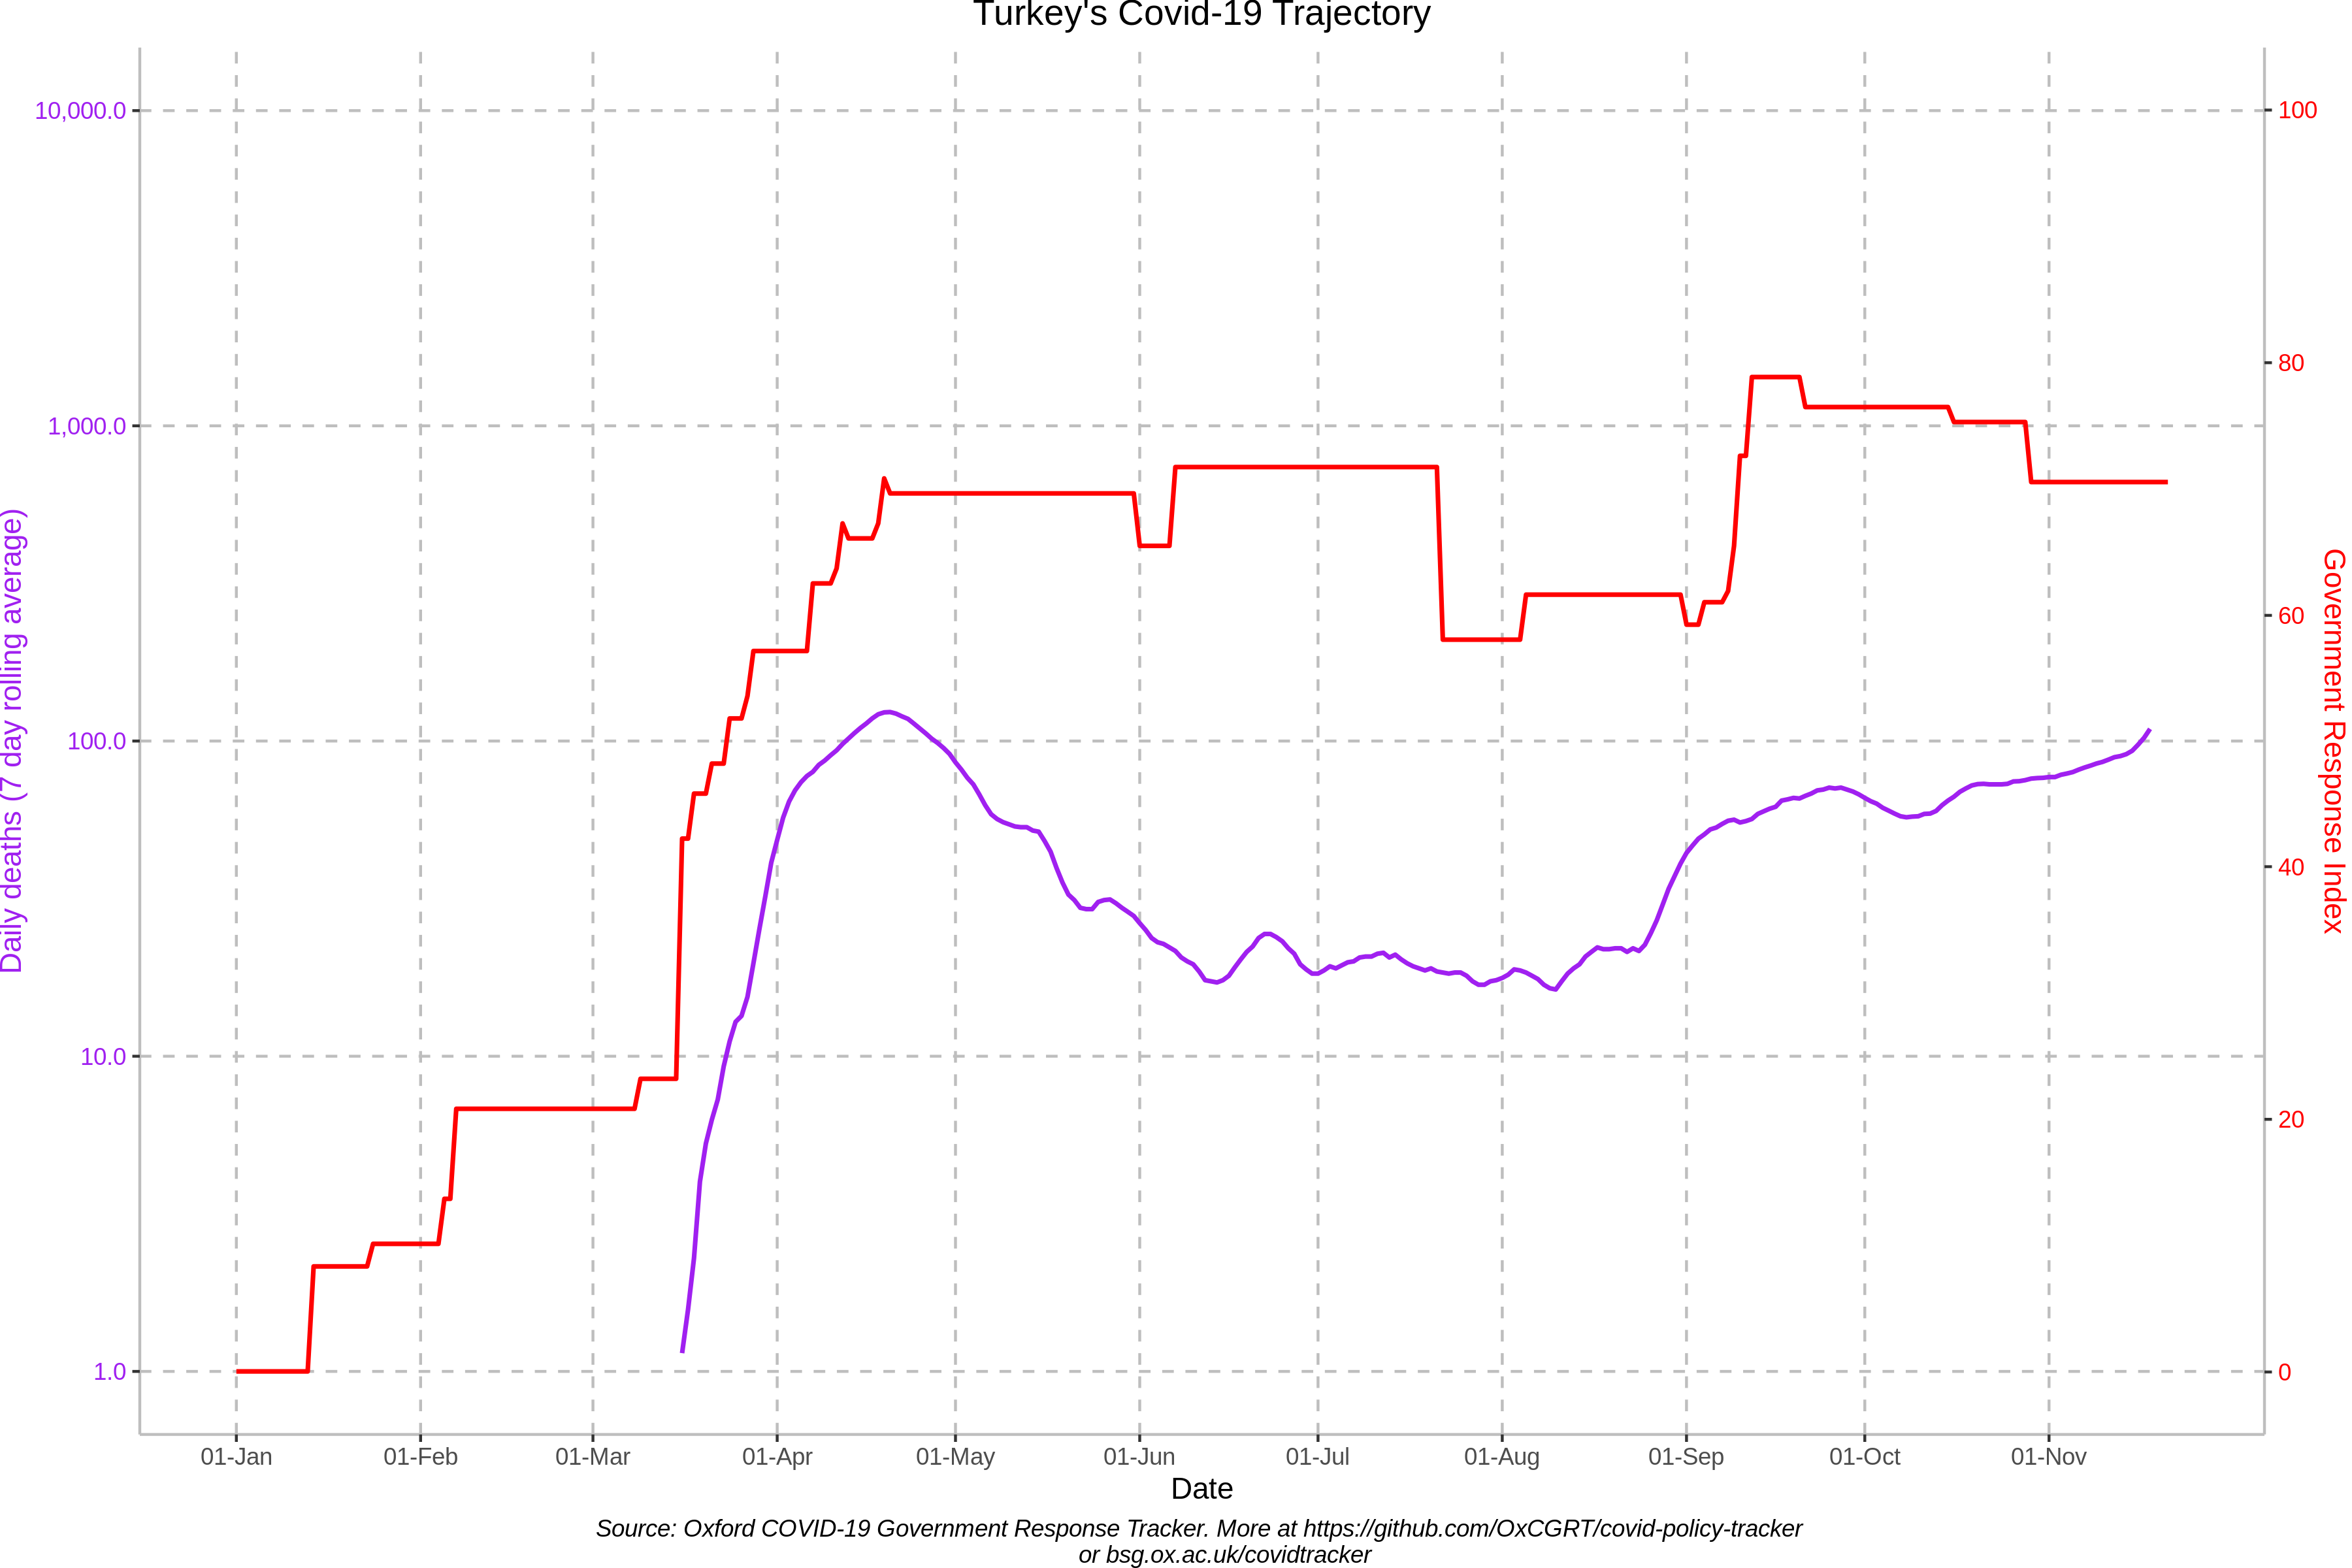 Turkey's Covid-19 Trajectory
Daily deaths (7 day rolling average)
10,000.0
1,000.0
100.0
10.0
1.0
100
80
60
40
20
0
Government Response Index
01-Jan
01-Feb
01-Mar
01-Apr
01-May
01-Jun
01-Jul
01-Aug
01-Sep
01-Oct
01-Nov
Date
Source: Oxford COVID-19 Government Response Tracker. More at https://github.com/OxCGRT/covid-policy-tracker
or bsg.ox.ac.uk/covidtracker